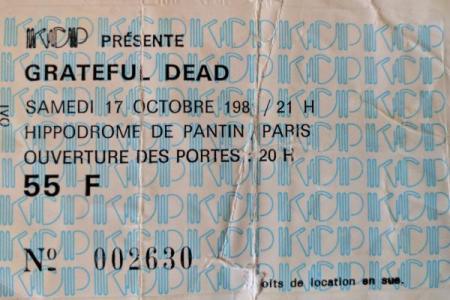 KCP PRÉSENTE
GRATEFUL DEAD
SAMEDI 17 OCTOBRE 198 / 21 H
HIPPODROME DE PANTIN / PARIS
OUVERTURE DES PORTES : 20 H
55 F
Nº 002630
oits de location en sus.